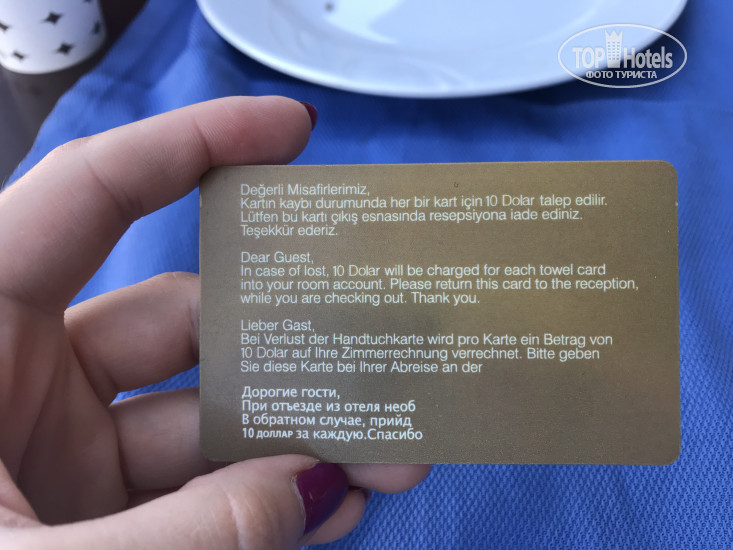 TOPHotels
ФОТО ТУРИСТА
Değerli Misafirlerimiz,
Kartın kaybı durumunda her bir kart için 10 Dolar talep edilir.
Lütfen bu kartı çıkış esnasında resepsiyona iade ediniz.
Teşekkür ederiz.
Dear Guest,
In case of lost, 10 Dolar will be charged for each towel card
into your room account. Please return this card to the reception,
while you are checking out. Thank you.
Lieber Gast,
Bei Verlust der Handtuchkarte wird pro Karte ein Betrag von
10 Dolar auf Ihre Zimmerrechnung verrechnet. Bitte geben
Sie diese Karte bei Ihrer Abreise an der
Дорогие гости,
При отъезде из отеля необ
В обратном случае, прийд
10 ДОЛЛАР за каждую.Спасибо